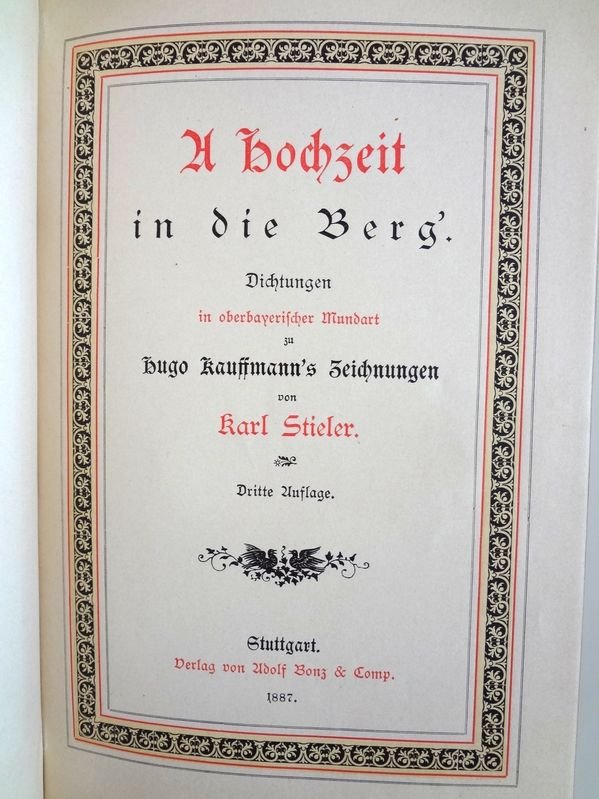 A Hochzeit
in die Berg'.
Dichtungen
in oberbayerischer Mundart
zu
Hugo Kauffmann's Zeichnungen
von
Karl Stieler.
Dritte Auflage.
Stuttgart.
Verlag von Adolf Bonz & Comp.
1887.